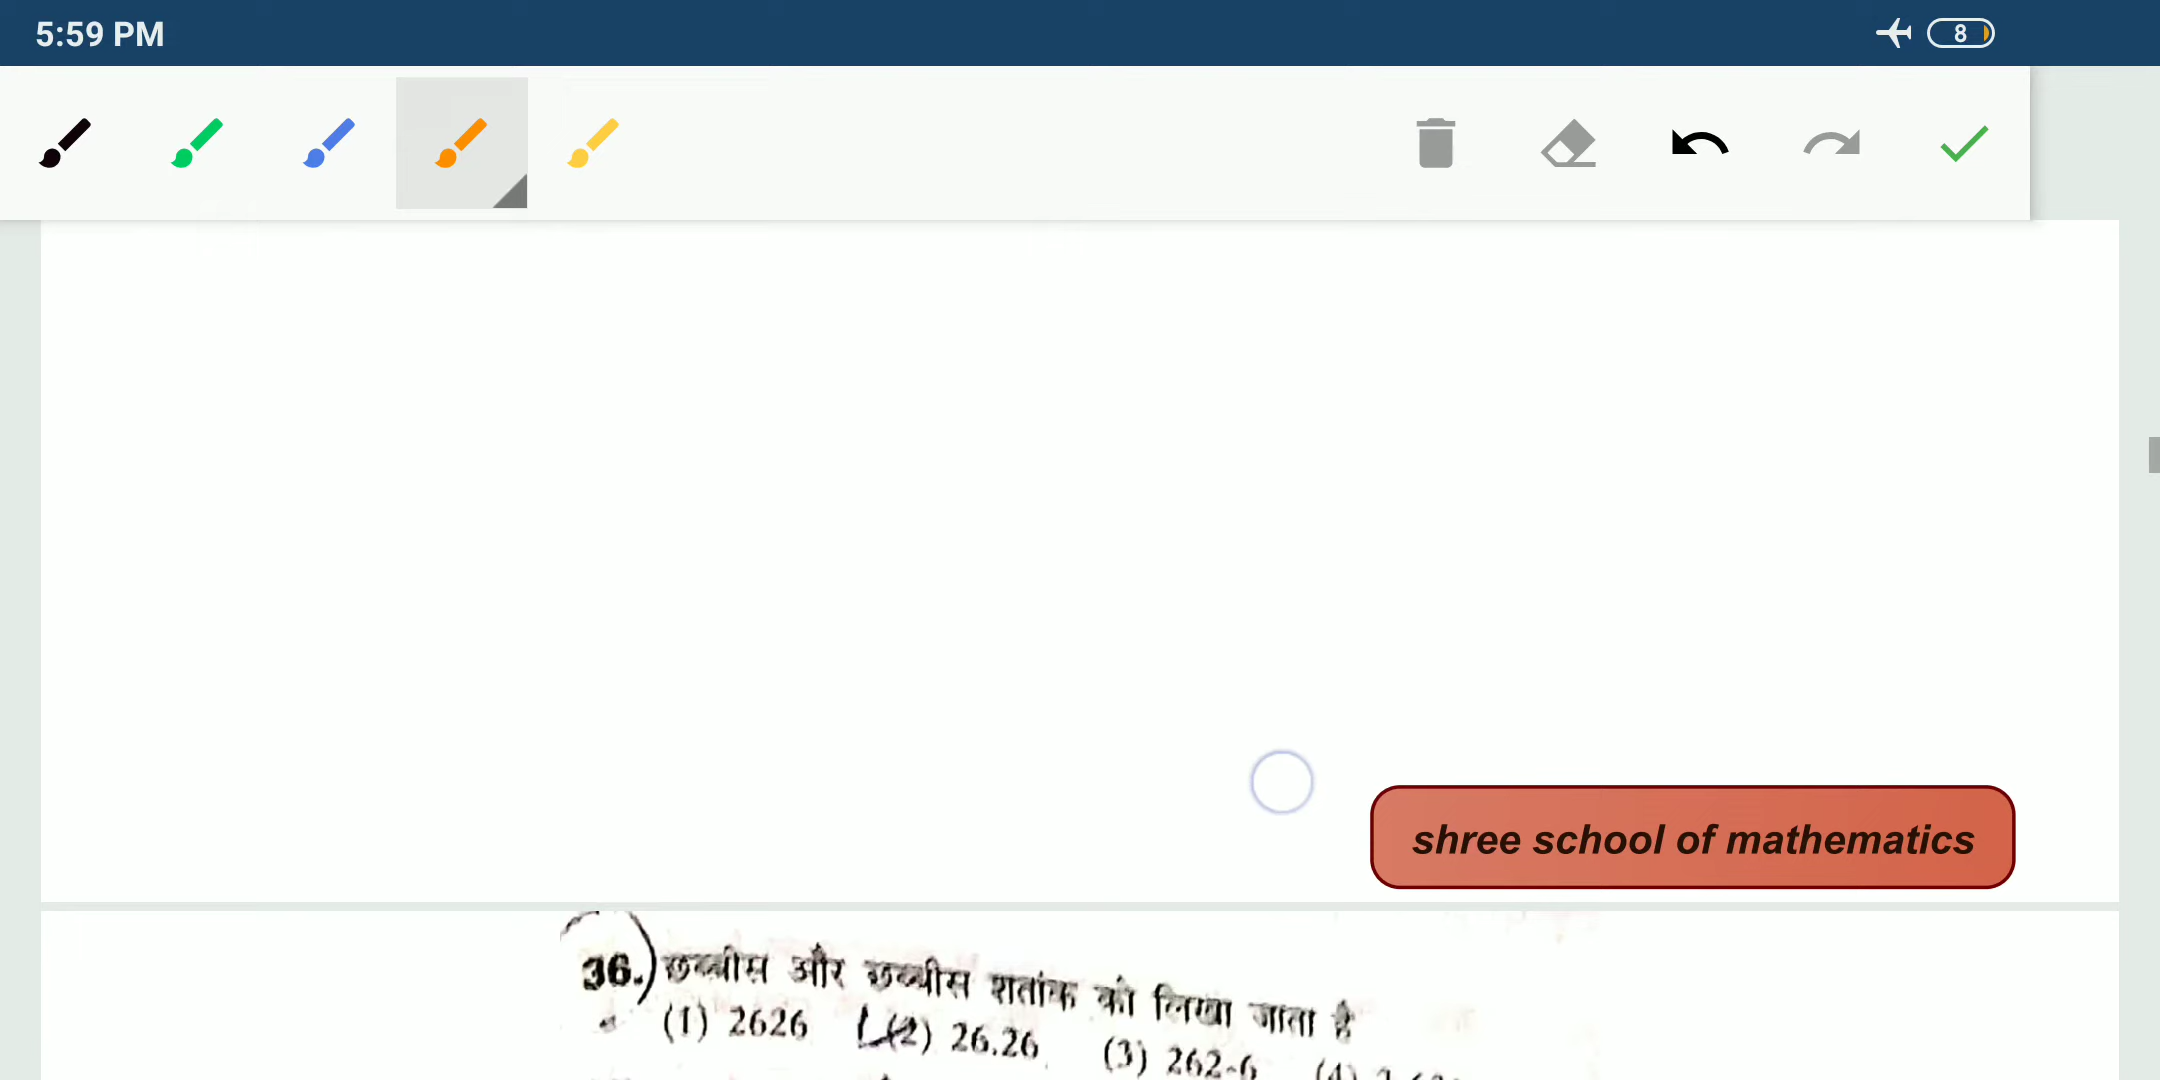 5:59 PM
8
shree school of mathematics
36. छब्बीस और छब्बीस शतांक को लिखा जाता है
(1) 2626 (2) 26.26 (3) 262-6 (4)